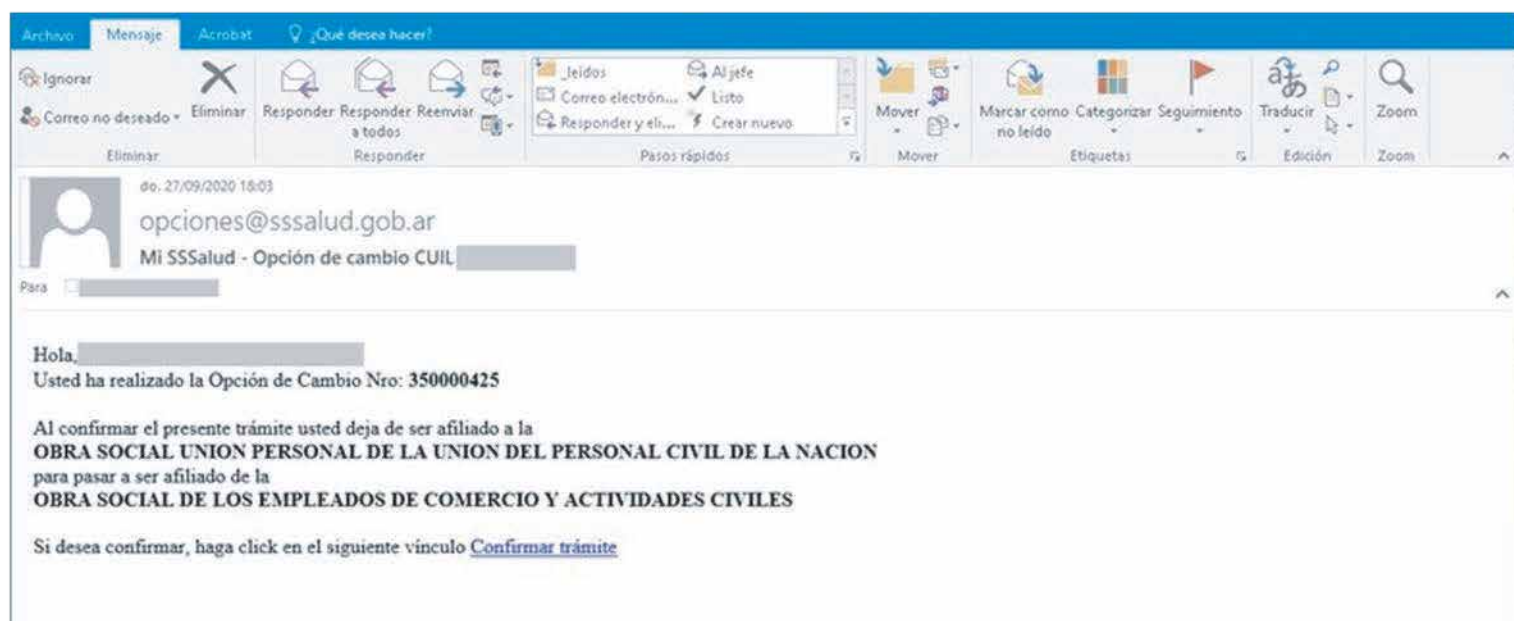 Archivo Mensaje Acrobat ¿Qué desea hacer?
Ignorar
Correo no deseado
Eliminar
Responder Responder a todos Reenviar
_leidos
Correo electrón...
Responder y eli...
Al jefe
Listo
Crear nuevo
Mover
Marcar como no leído
Categorizar
Seguimiento
Traducir
Zoom
Eliminar Responder Pasos rápidos Mover Etiquetas Edición Zoom
do. 27/09/2020 18:03
opciones@sssalud.gob.ar
Mi SSSalud - Opción de cambio CUIL
Para
Hola,
Usted ha realizado la Opción de Cambio Nro: 350000425
Al confirmar el presente trámite usted deja de ser afiliado a la
OBRA SOCIAL UNION PERSONAL DE LA UNION DEL PERSONAL CIVIL DE LA NACION
para pasar a ser afiliado de la
OBRA SOCIAL DE LOS EMPLEADOS DE COMERCIO Y ACTIVIDADES CIVILES
Si desea confirmar, haga click en el siguiente vínculo Confirmar trámite